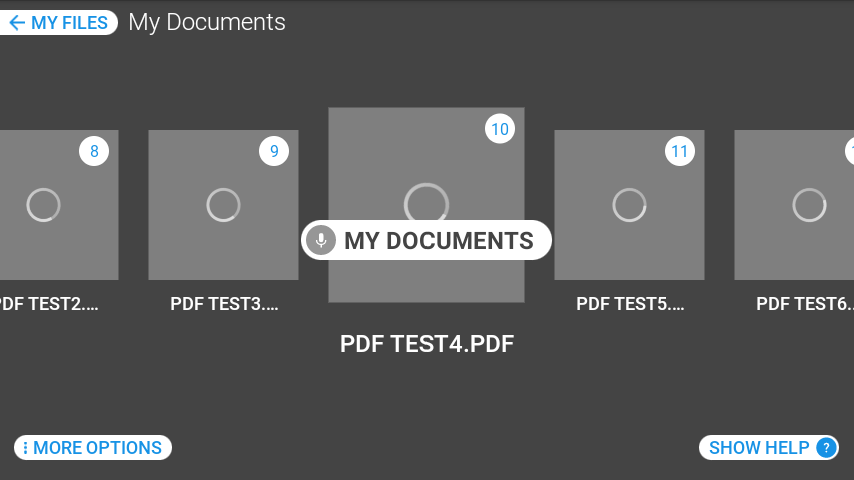 MY FILES
My Documents
8
9
10
11
MY DOCUMENTS
PDF TEST2....
PDF TEST3....
PDF TEST4.PDF
PDF TEST5....
PDF TEST6..
MORE OPTIONS
SHOW HELP ?